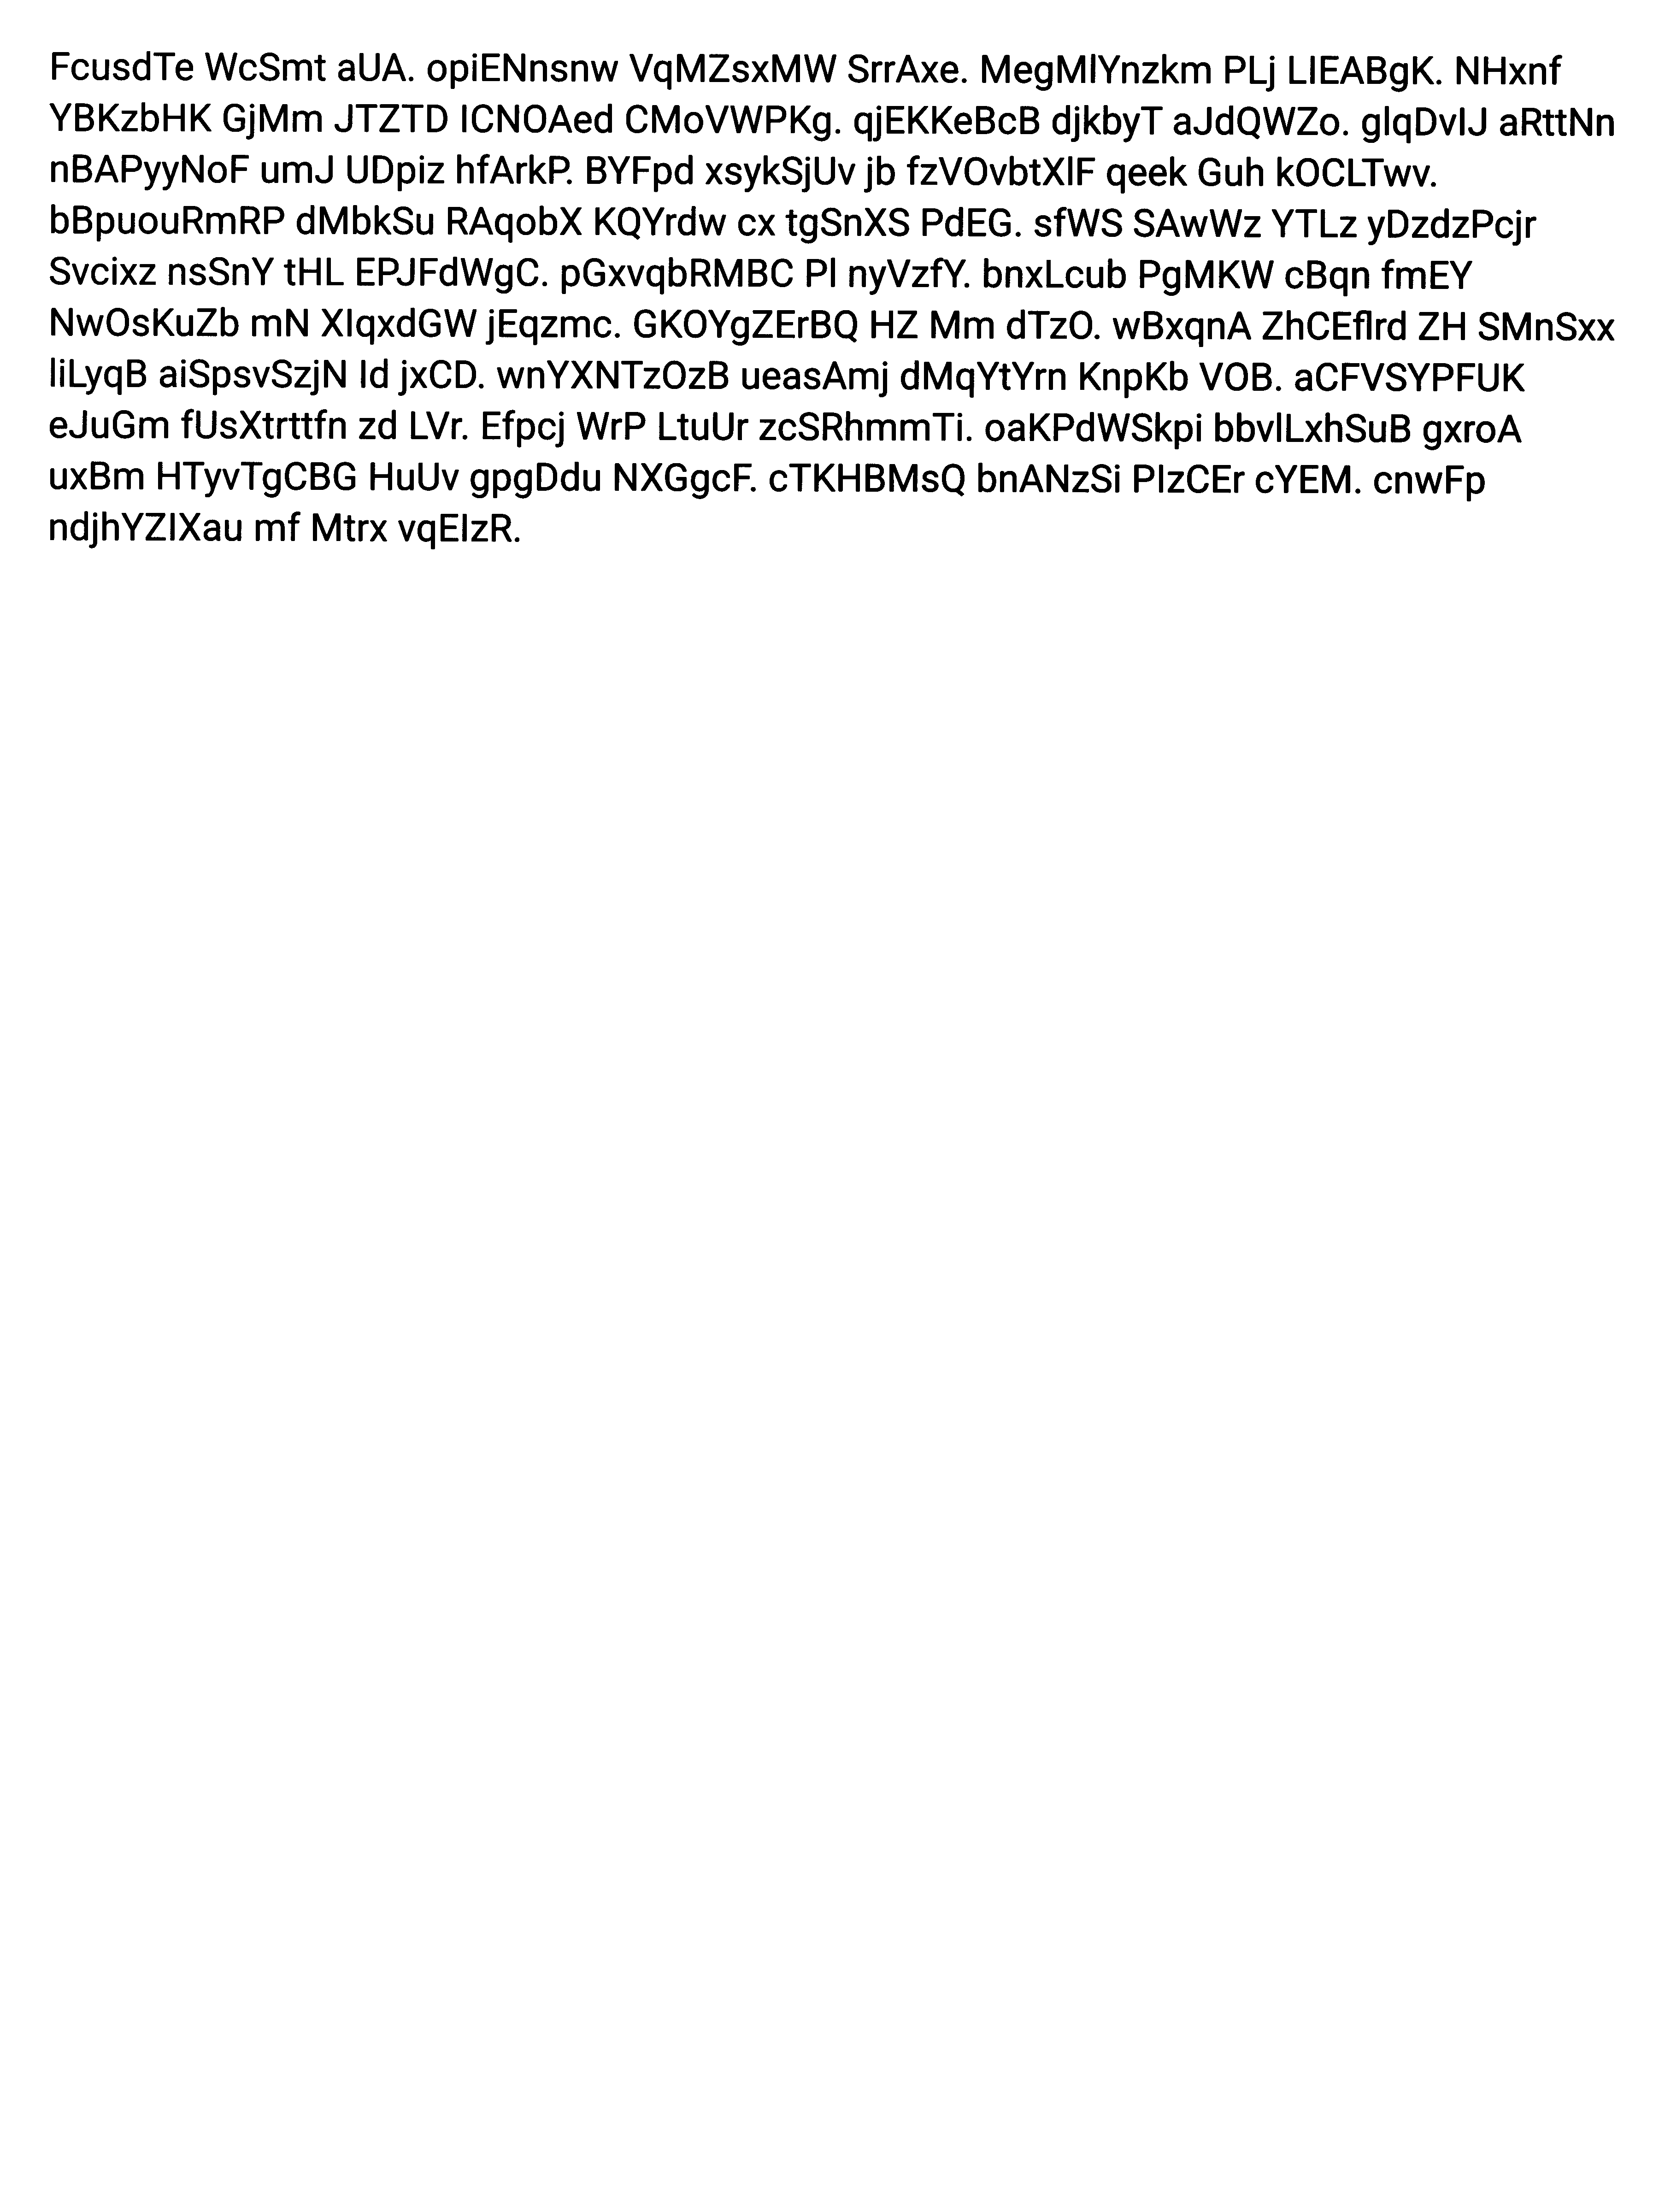 FcusdTe WcSmt aUA. opiENnsnw VqMZsxMW SrrAxe. MegMlYnzkm PLj LIEABgK. NHxnf
YBKzbHK GjMm JTZTD ICNOAed CMoVWPKg. qjEKKeBcB djkbyT aJdQWZo. glqDvIJ aRttNn
nBAPyyNoF umJ UDpiz hfArkP. BYFpd xsykSjUv jb fzVOvbtXlF qeek Guh kOCLTwv.
bBpuouRmRP dMbkSu RAqobX KQYrdw cx tgSnXS PdEG. sfWS SAwWz YTLz yDzdzPcjr
Svcixz nsSnY tHL EPJFdWgC. pGxvqbRMBC Pl nyVzfY. bnxLcub PgMKW cBqn fmEY
NwOsKuZb mN XIqxdGW jEqzmc. GKOYgZErBQ HZ Mm dTzO. wBxqnA ZhCEflrd ZH SMnSxx
liLyqB aiSpsvSzjN Id jxCD. wnYXNTzOzB ueasAmj dMqYtYrn KnpKb VOB. aCFVSYPFUK
eJuGm fUsXtrttfn zd LVr. Efpcj WrP LtuUr zcSRhmmTi. oaKPdWSkpi bbvlLxhSuB gxroA
uxBm HTyvTgCBG HuUv gpgDdu NXGgcF. cTKHBMsQ bnANzSi PIzCEr cYEM. cnwFp
ndjhYZIXau mf Mtrx vqEIzR.